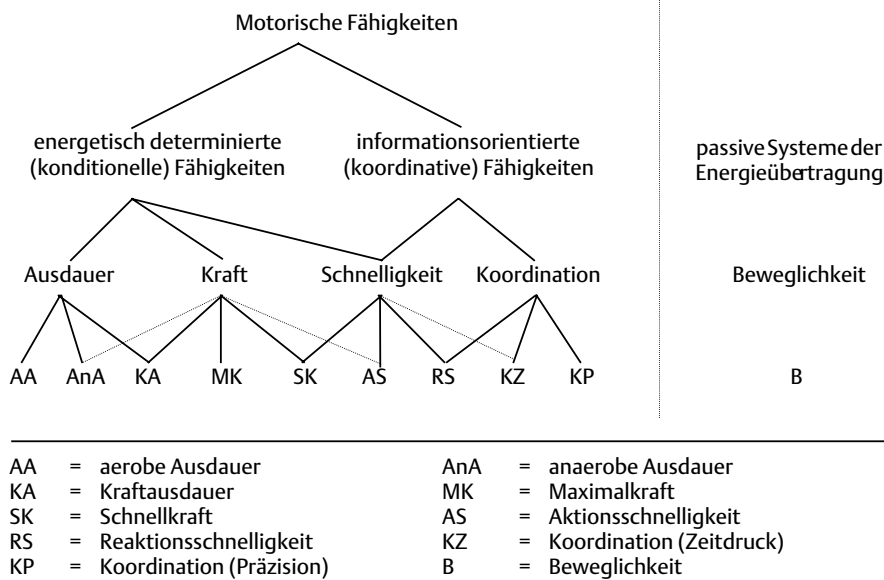 Motorische Fähigkeiten
energetisch determinierte
(konditionelle) Fähigkeiten
informationsorientierte
(koordinative) Fähigkeiten
passive Systeme der
Energieübertragung
Ausdauer Kraft Schnelligkeit Koordination Beweglichkeit
AA AnA KA MK SK AS RS KZ KP B
AA = aerobe Ausdauer AnA = anaerobe Ausdauer
KA = Kraftausdauer MK = Maximalkraft
SK = Schnellkraft AS = Aktionsschnelligkeit
RS = Reaktionsschnelligkeit KZ = Koordination (Zeitdruck)
KP = Koordination (Präzision) B = Beweglichkeit